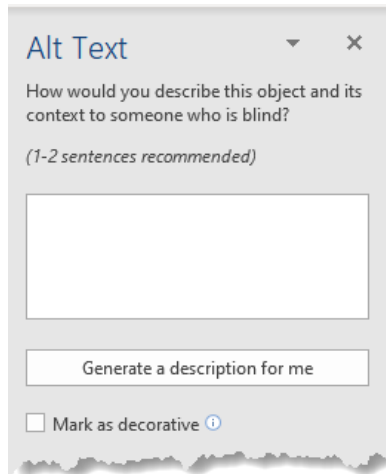 Alt Text
How would you describe this object and its
context to someone who is blind?
(1-2 sentences recommended)
Generate a description for me
Mark as decorative